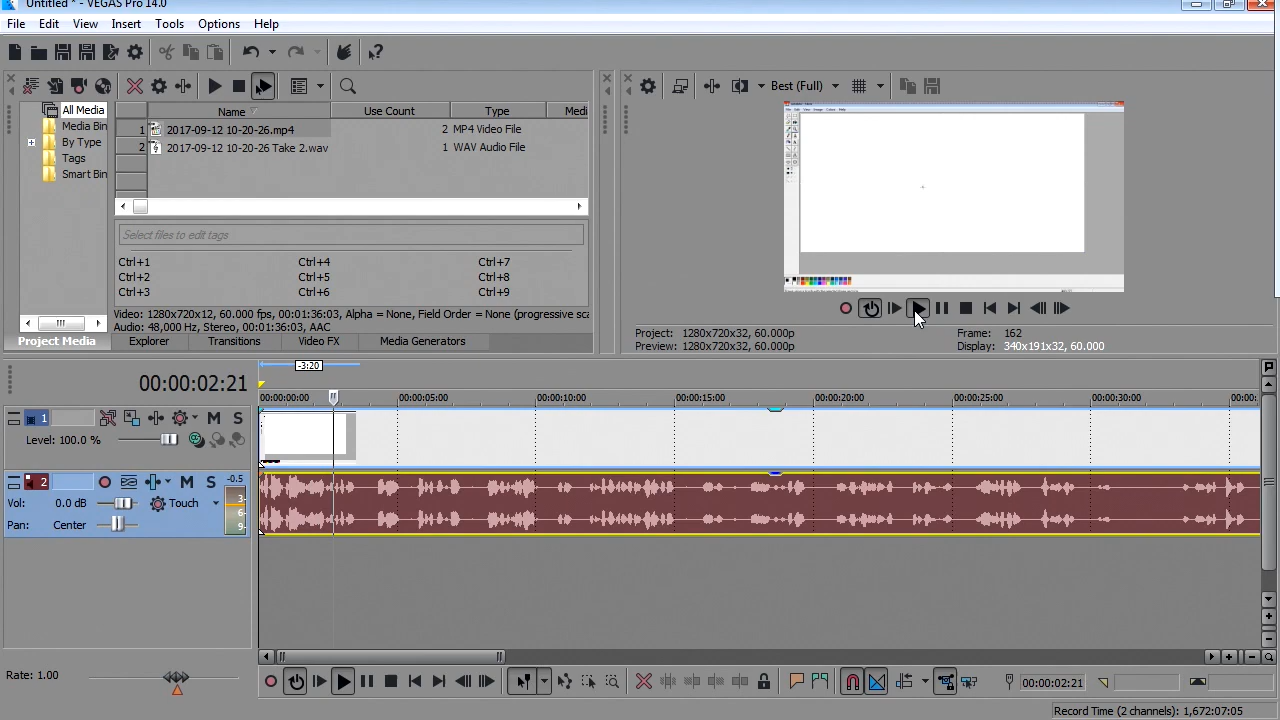 Untitled * - VEGAS Pro 14.0
File Edit View Insert Tools Options Help
Best (Full)
All Media
Media Bin
By Type
Tags
Smart Bin
Name Use Count Type Medi
1 2017-09-12 10-20-26.mp4 2 MP4 Video File
2 2017-09-12 10-20-26 Take 2.wav 1 WAV Audio File
Select files to edit tags
Ctrl+1 Ctrl+4 Ctrl+7
Ctrl+2 Ctrl+5 Ctrl+8
Ctrl+6 Ctrl+9
Video: 1280x720x32, 60.000 fps, 00:01:36:03, Alpha = None, Field Order = None (progressive sca
Audio: 48,000 Hz, Stereo, 00:01:36:03, AAC
Project Media Explorer Transitions Video FX Media Generators
Project: 1280x720x32, 60.000p Frame: 162
Preview: 1280x720x32, 60.000p Display: 340x191x32, 60.000
-3:20
00:00:02:21
00:00:00:00 00:00:05:00 00:00:10:00 00:00:15:00 00:00:20:00 00:00:25:00 00:00:30:00 00:00:
1 M S
Level: 100.0 %
2 M S -0.5
Vol: 0.0 dB Touch 3
Pan: Center 6
9
Rate: 1.00
00:00:02:21
Record Time (2 channels): 1,672:07:05